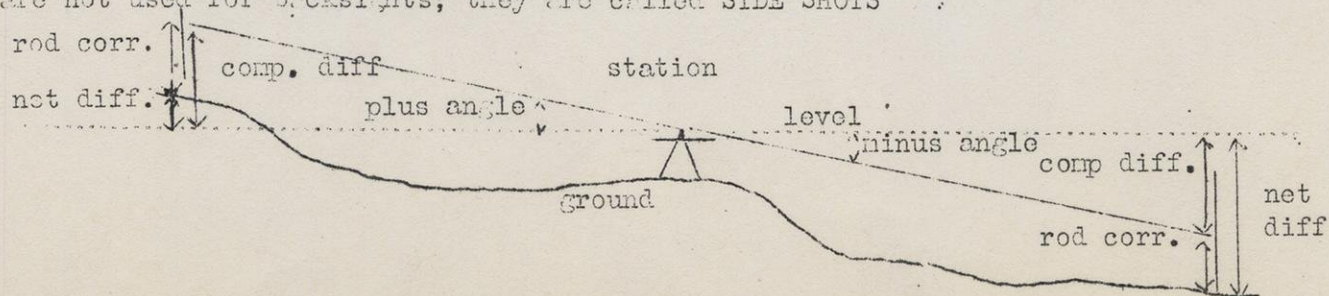 are not used for backsights, they are called SIDE SHOTS
rod corr.
comp. diff
station
net diff.
plus angle
level
minus angle
comp diff.
net
diff
ground
rod corr.